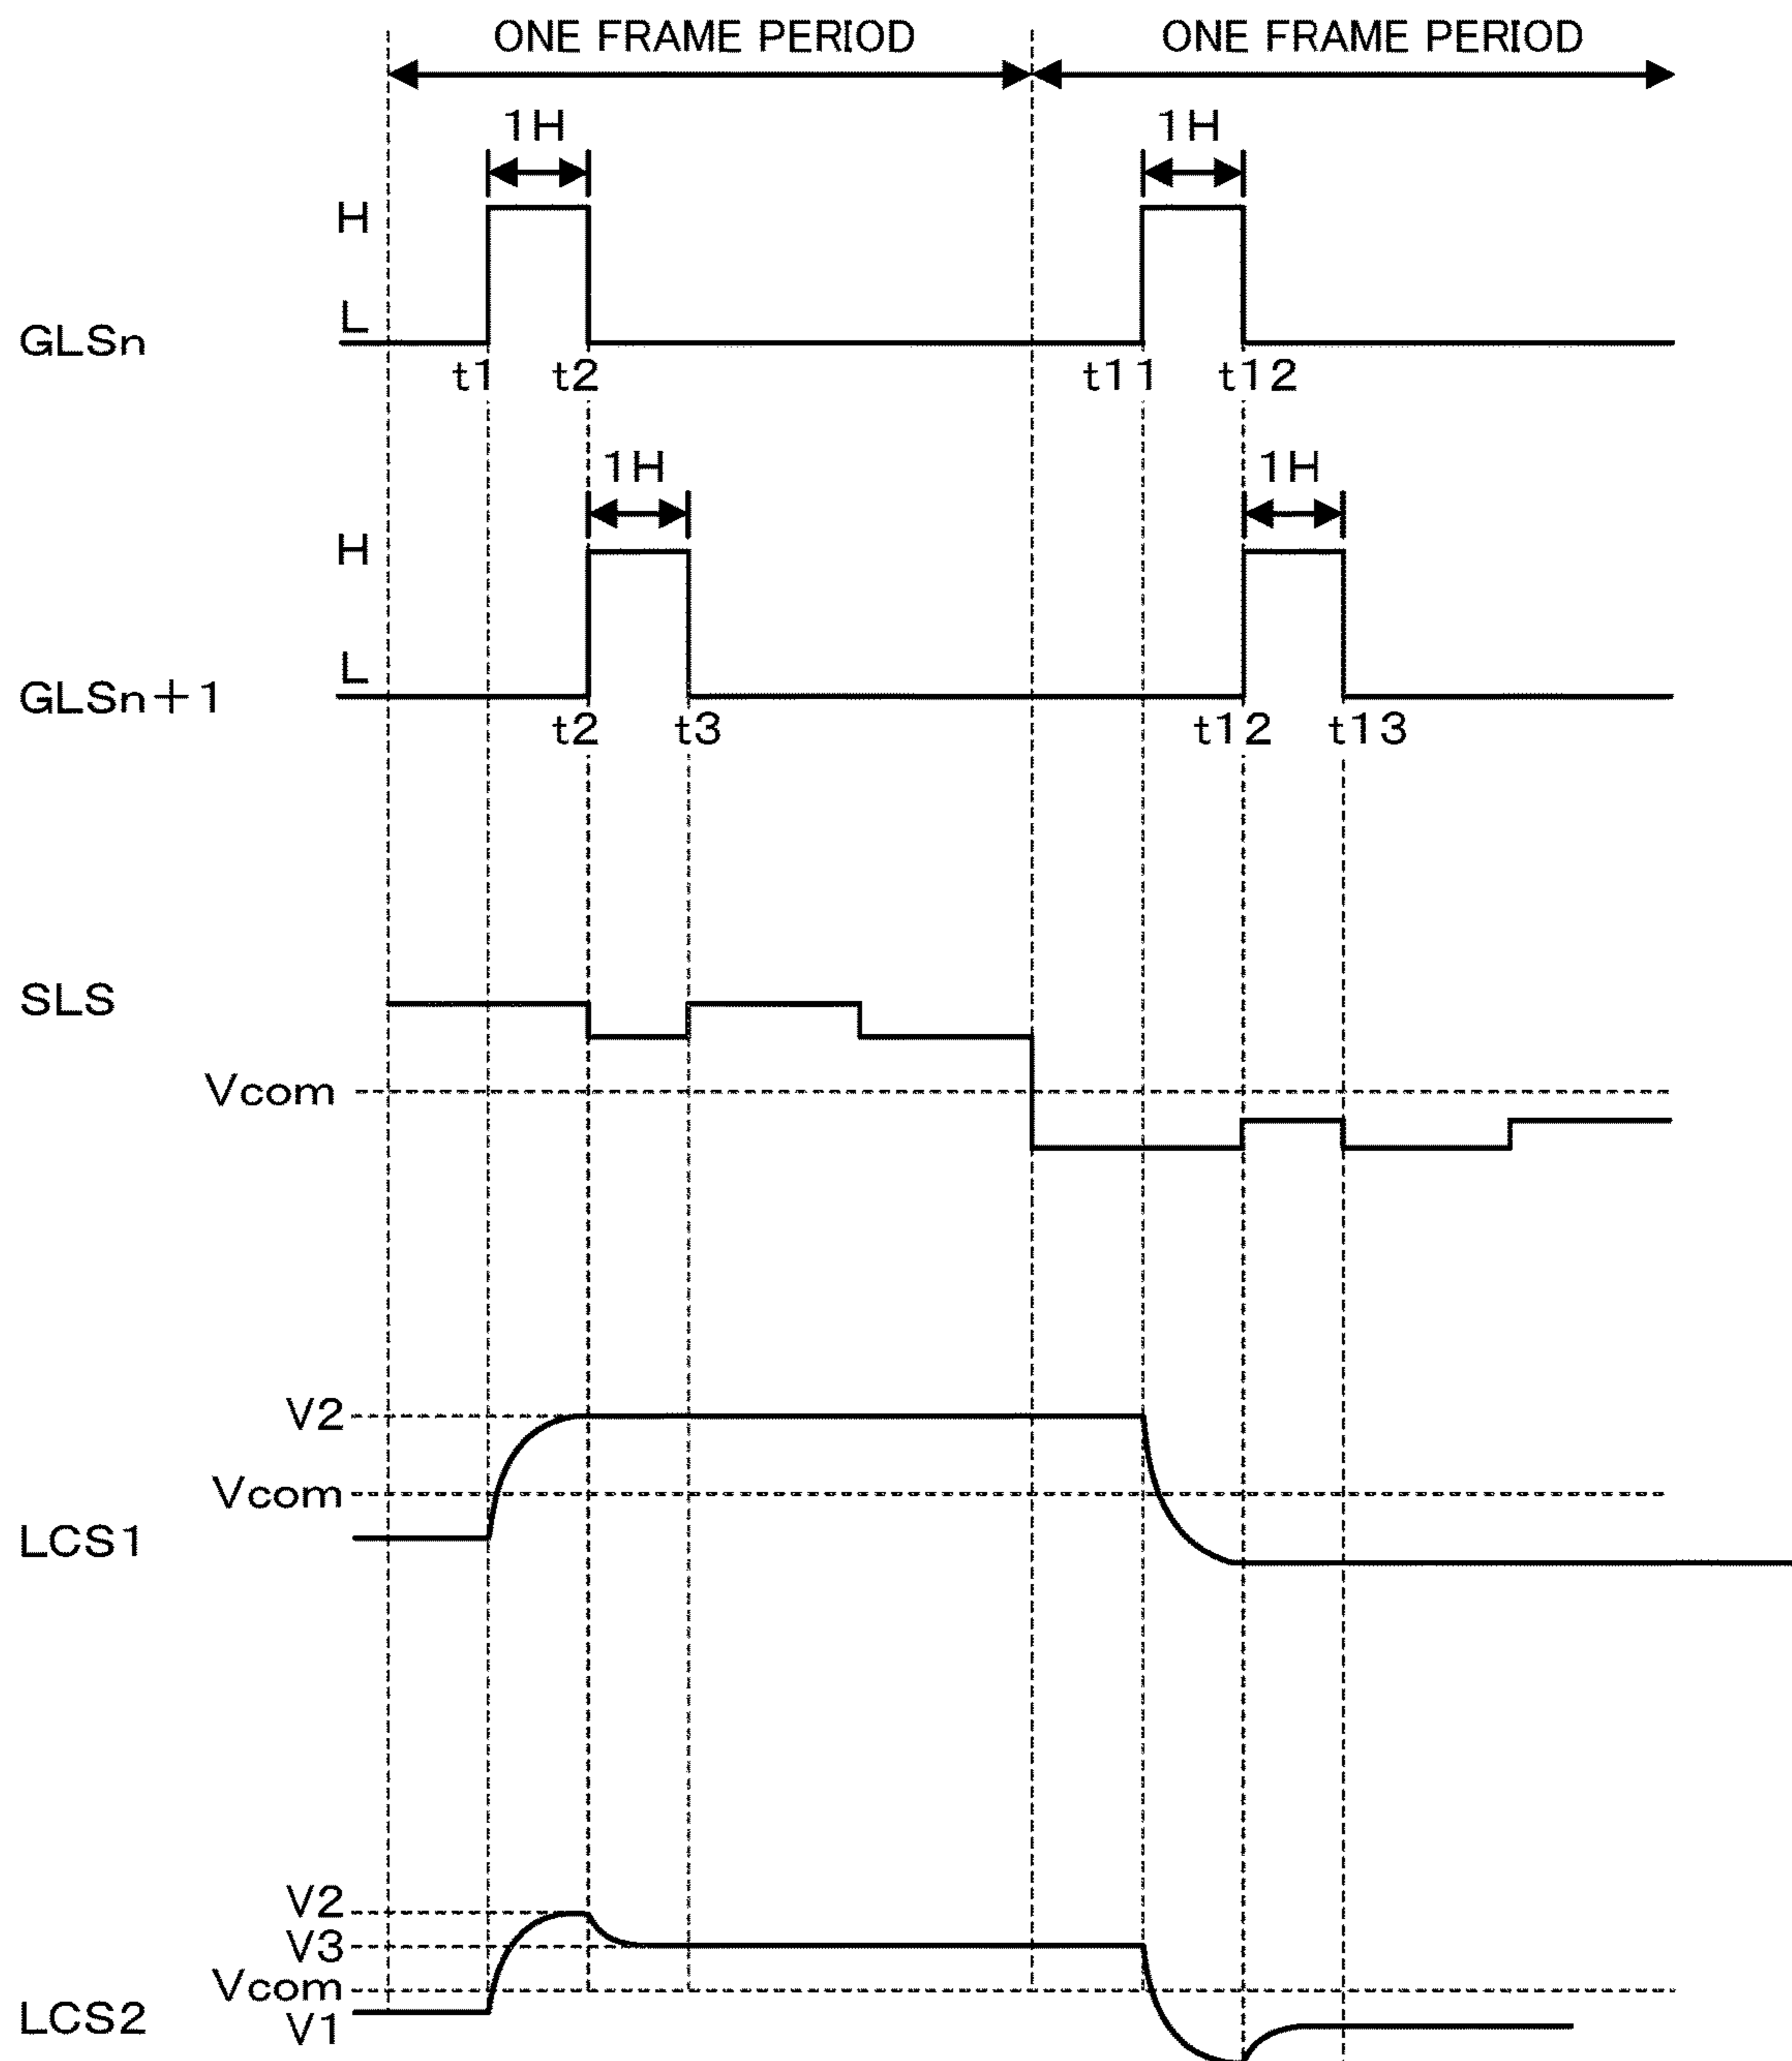 ONE FRAME PERIOD ONE FRAME PERIOD
1H 1H
H
L
GLSn
t1 t2 t11 t12
1H 1H
H
L
GLSn+1
t2 t3 t12 t13
SLS
Vcom
V2
Vcom
LCS1
V2
V3
Vcom
LCS2
V1